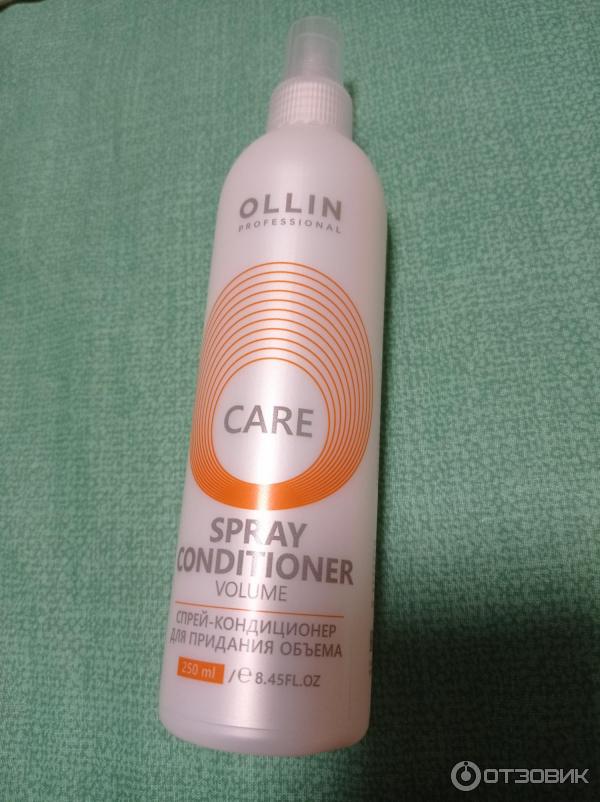 OLLIN
PROFESSIONAL
CARE
SPRAY
CONDITIONER
VOLUME
СПРЕЙ-КОНДИЦИОНЕР
ДЛЯ ПРИДАНИЯ ОБЪЕМА
250 ml /℮ 8.45FL.OZ
ОТЗОВИК